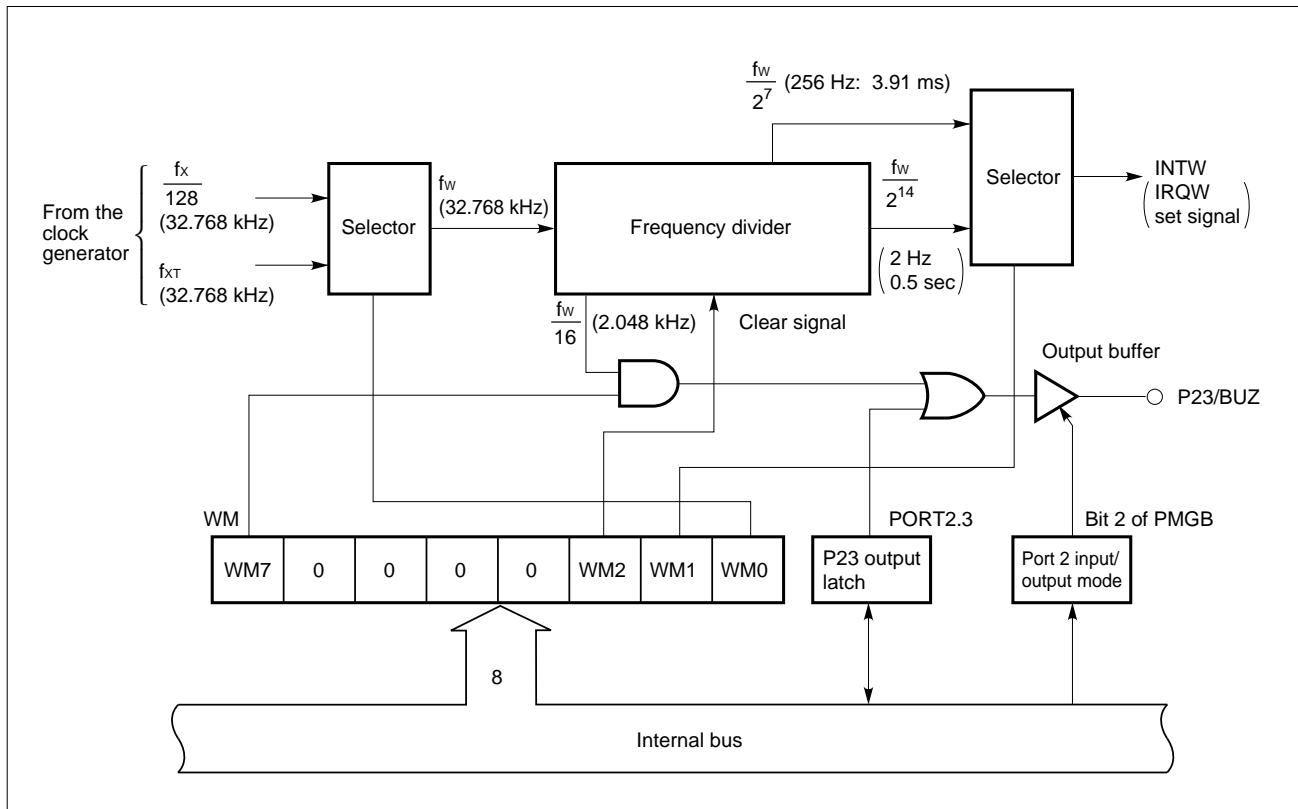 fW
2^7 (256 Hz: 3.91 ms)
From the
clock
generator
fX
128
(32.768 kHz)
fXT
(32.768 kHz)
Selector
fW
(32.768 kHz)
Frequency divider
fW
2^14
(2 Hz
0.5 sec)
Selector
INTW
(IRQW
set signal)
fW
16 (2.048 kHz)
Clear signal
Output buffer
P23/BUZ
WM
WM7 0 0 0 0 WM2 WM1 WM0
PORT2.3
P23 output
latch
Bit 2 of PMGB
Port 2 input/
output mode
8
Internal bus